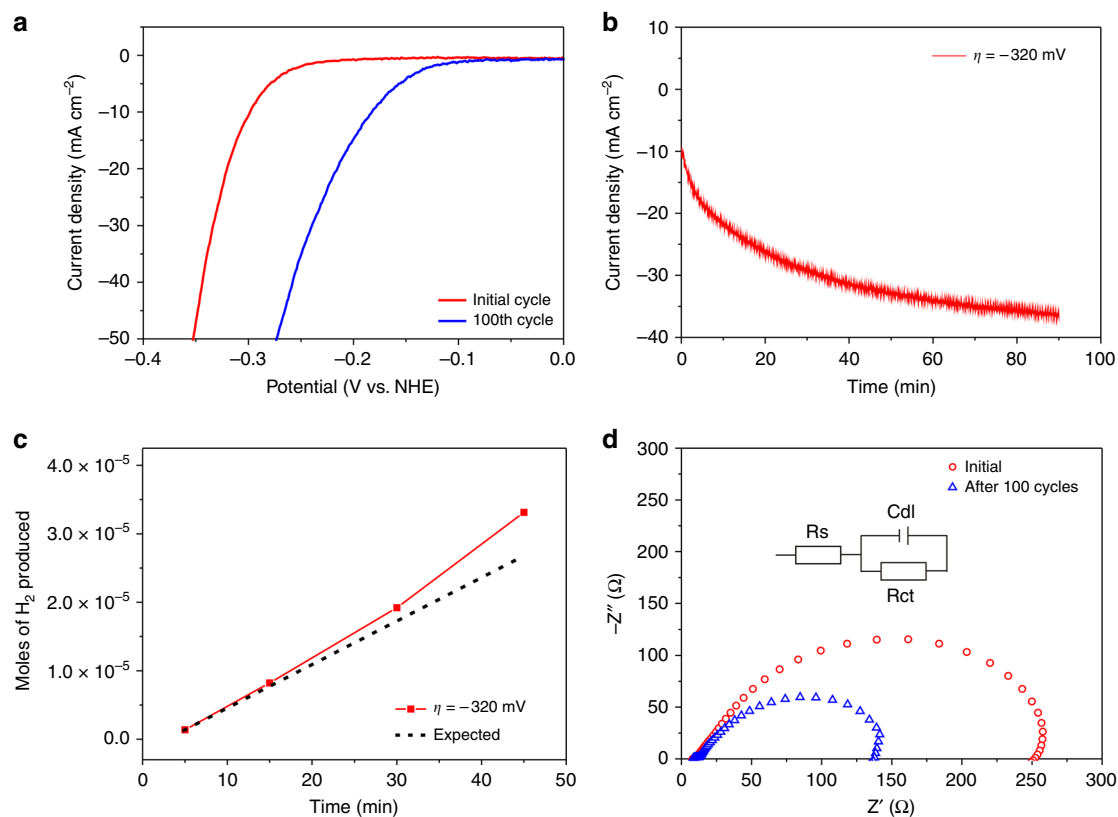 a
0
−10
−20
−30
−40
−50
Current density (mA cm−2)
−0.4
−0.3
−0.2
−0.1
0.0
Potential (V vs. NHE)
Initial cycle
100th cycle
b
10
0
−10
−20
−30
−40
Current density (mA cm−2)
0
20
40
60
80
100
Time (min)
η = −320 mV
c
4.0 × 10−5
3.0 × 10−5
2.0 × 10−5
1.0 × 10−5
0.0
Moles of H2 produced
0
10
20
30
40
50
Time (min)
η = −320 mV
Expected
d
300
250
200
150
100
50
0
−Z″ (Ω)
0
50
100
150
200
250
300
Z′ (Ω)
Initial
After 100 cycles
Cdl
Rs
Rct